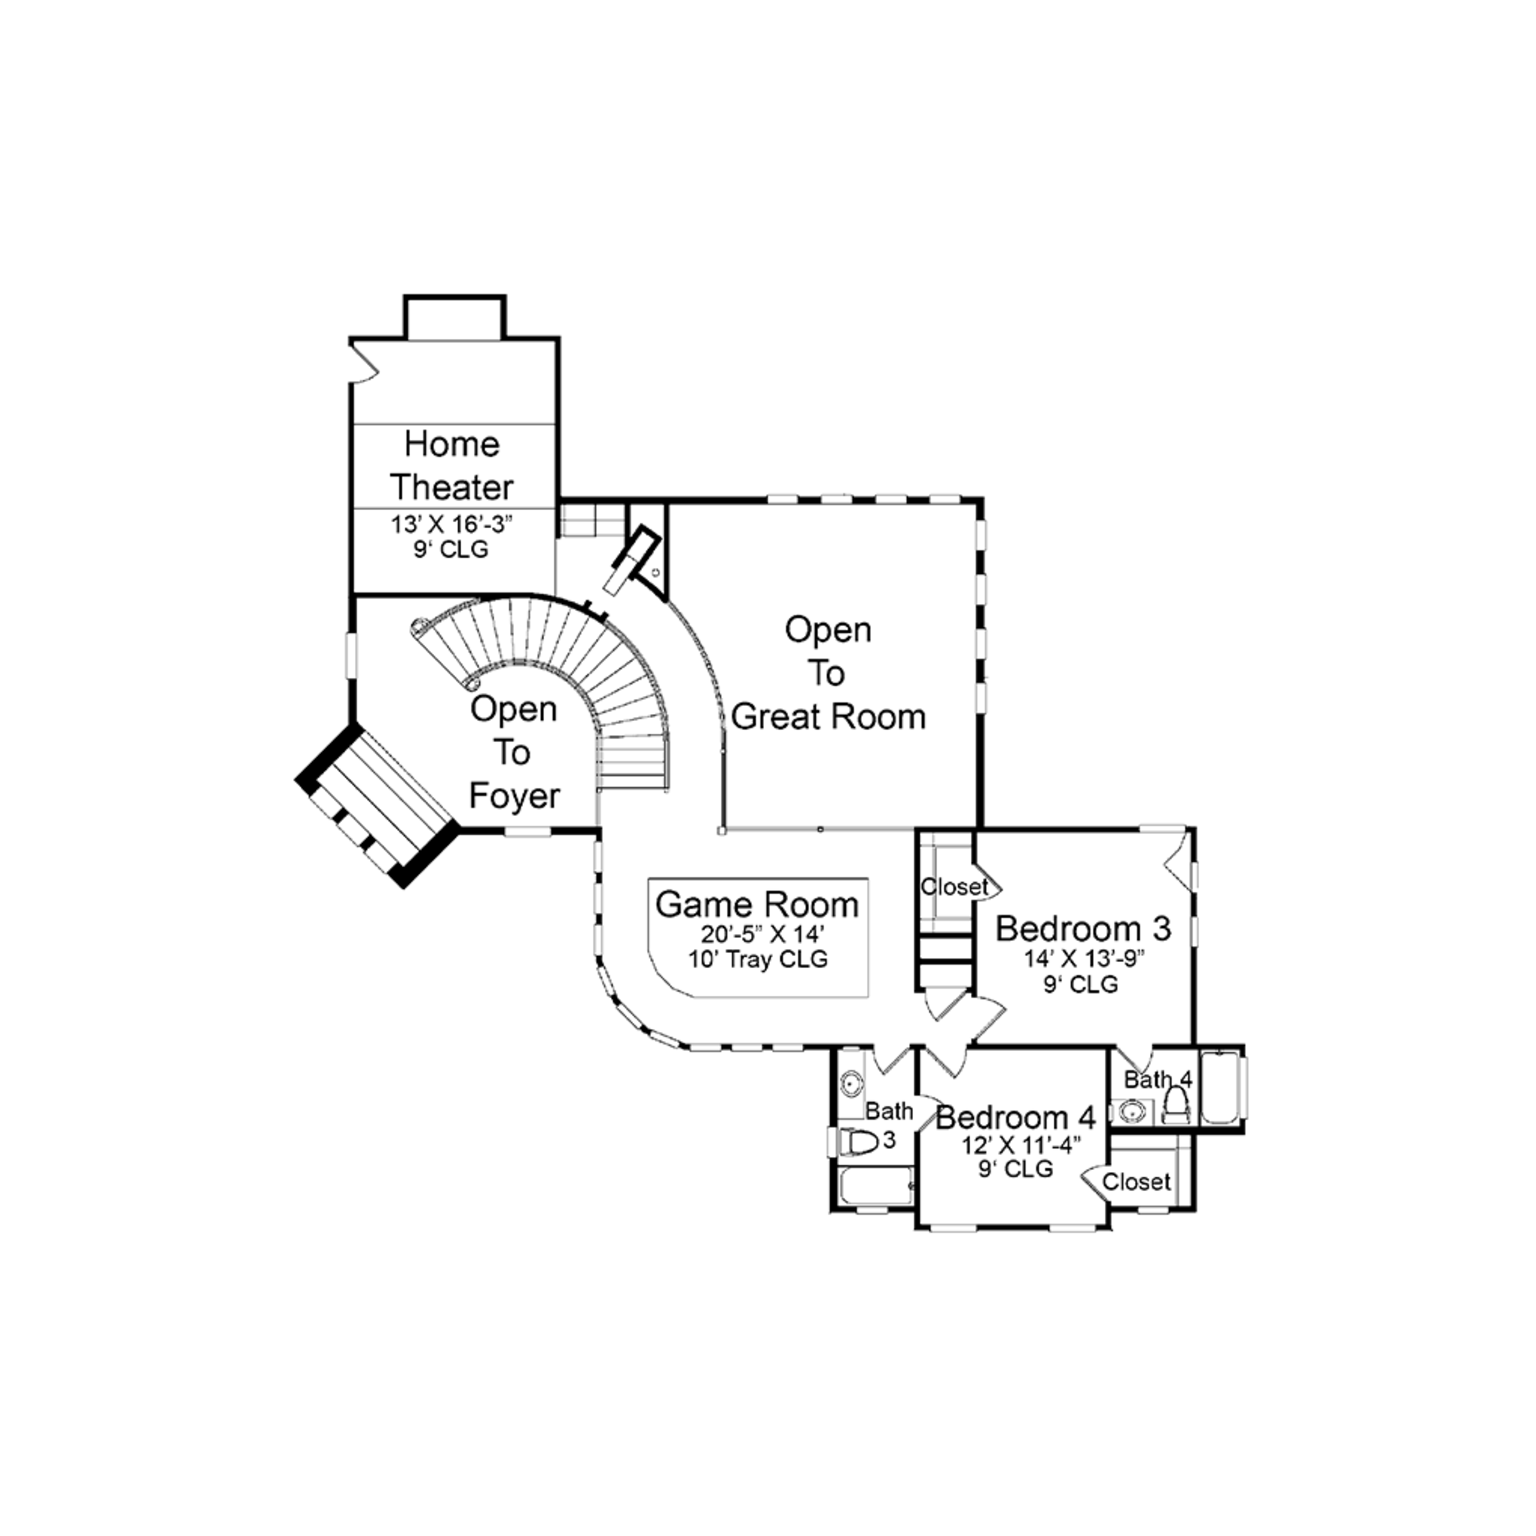 Home
Theater
13’ X 16’-3”
9‘ CLG
Open
To
Great Room
Open
To
Foyer
Closet
Game Room
20’-5” X 14’
10’ Tray CLG
Bedroom 3
14’ X 13’-9”
9‘ CLG
Bath 4
Bath
3
Bedroom 4
12’ X 11’-4”
9‘ CLG
Closet